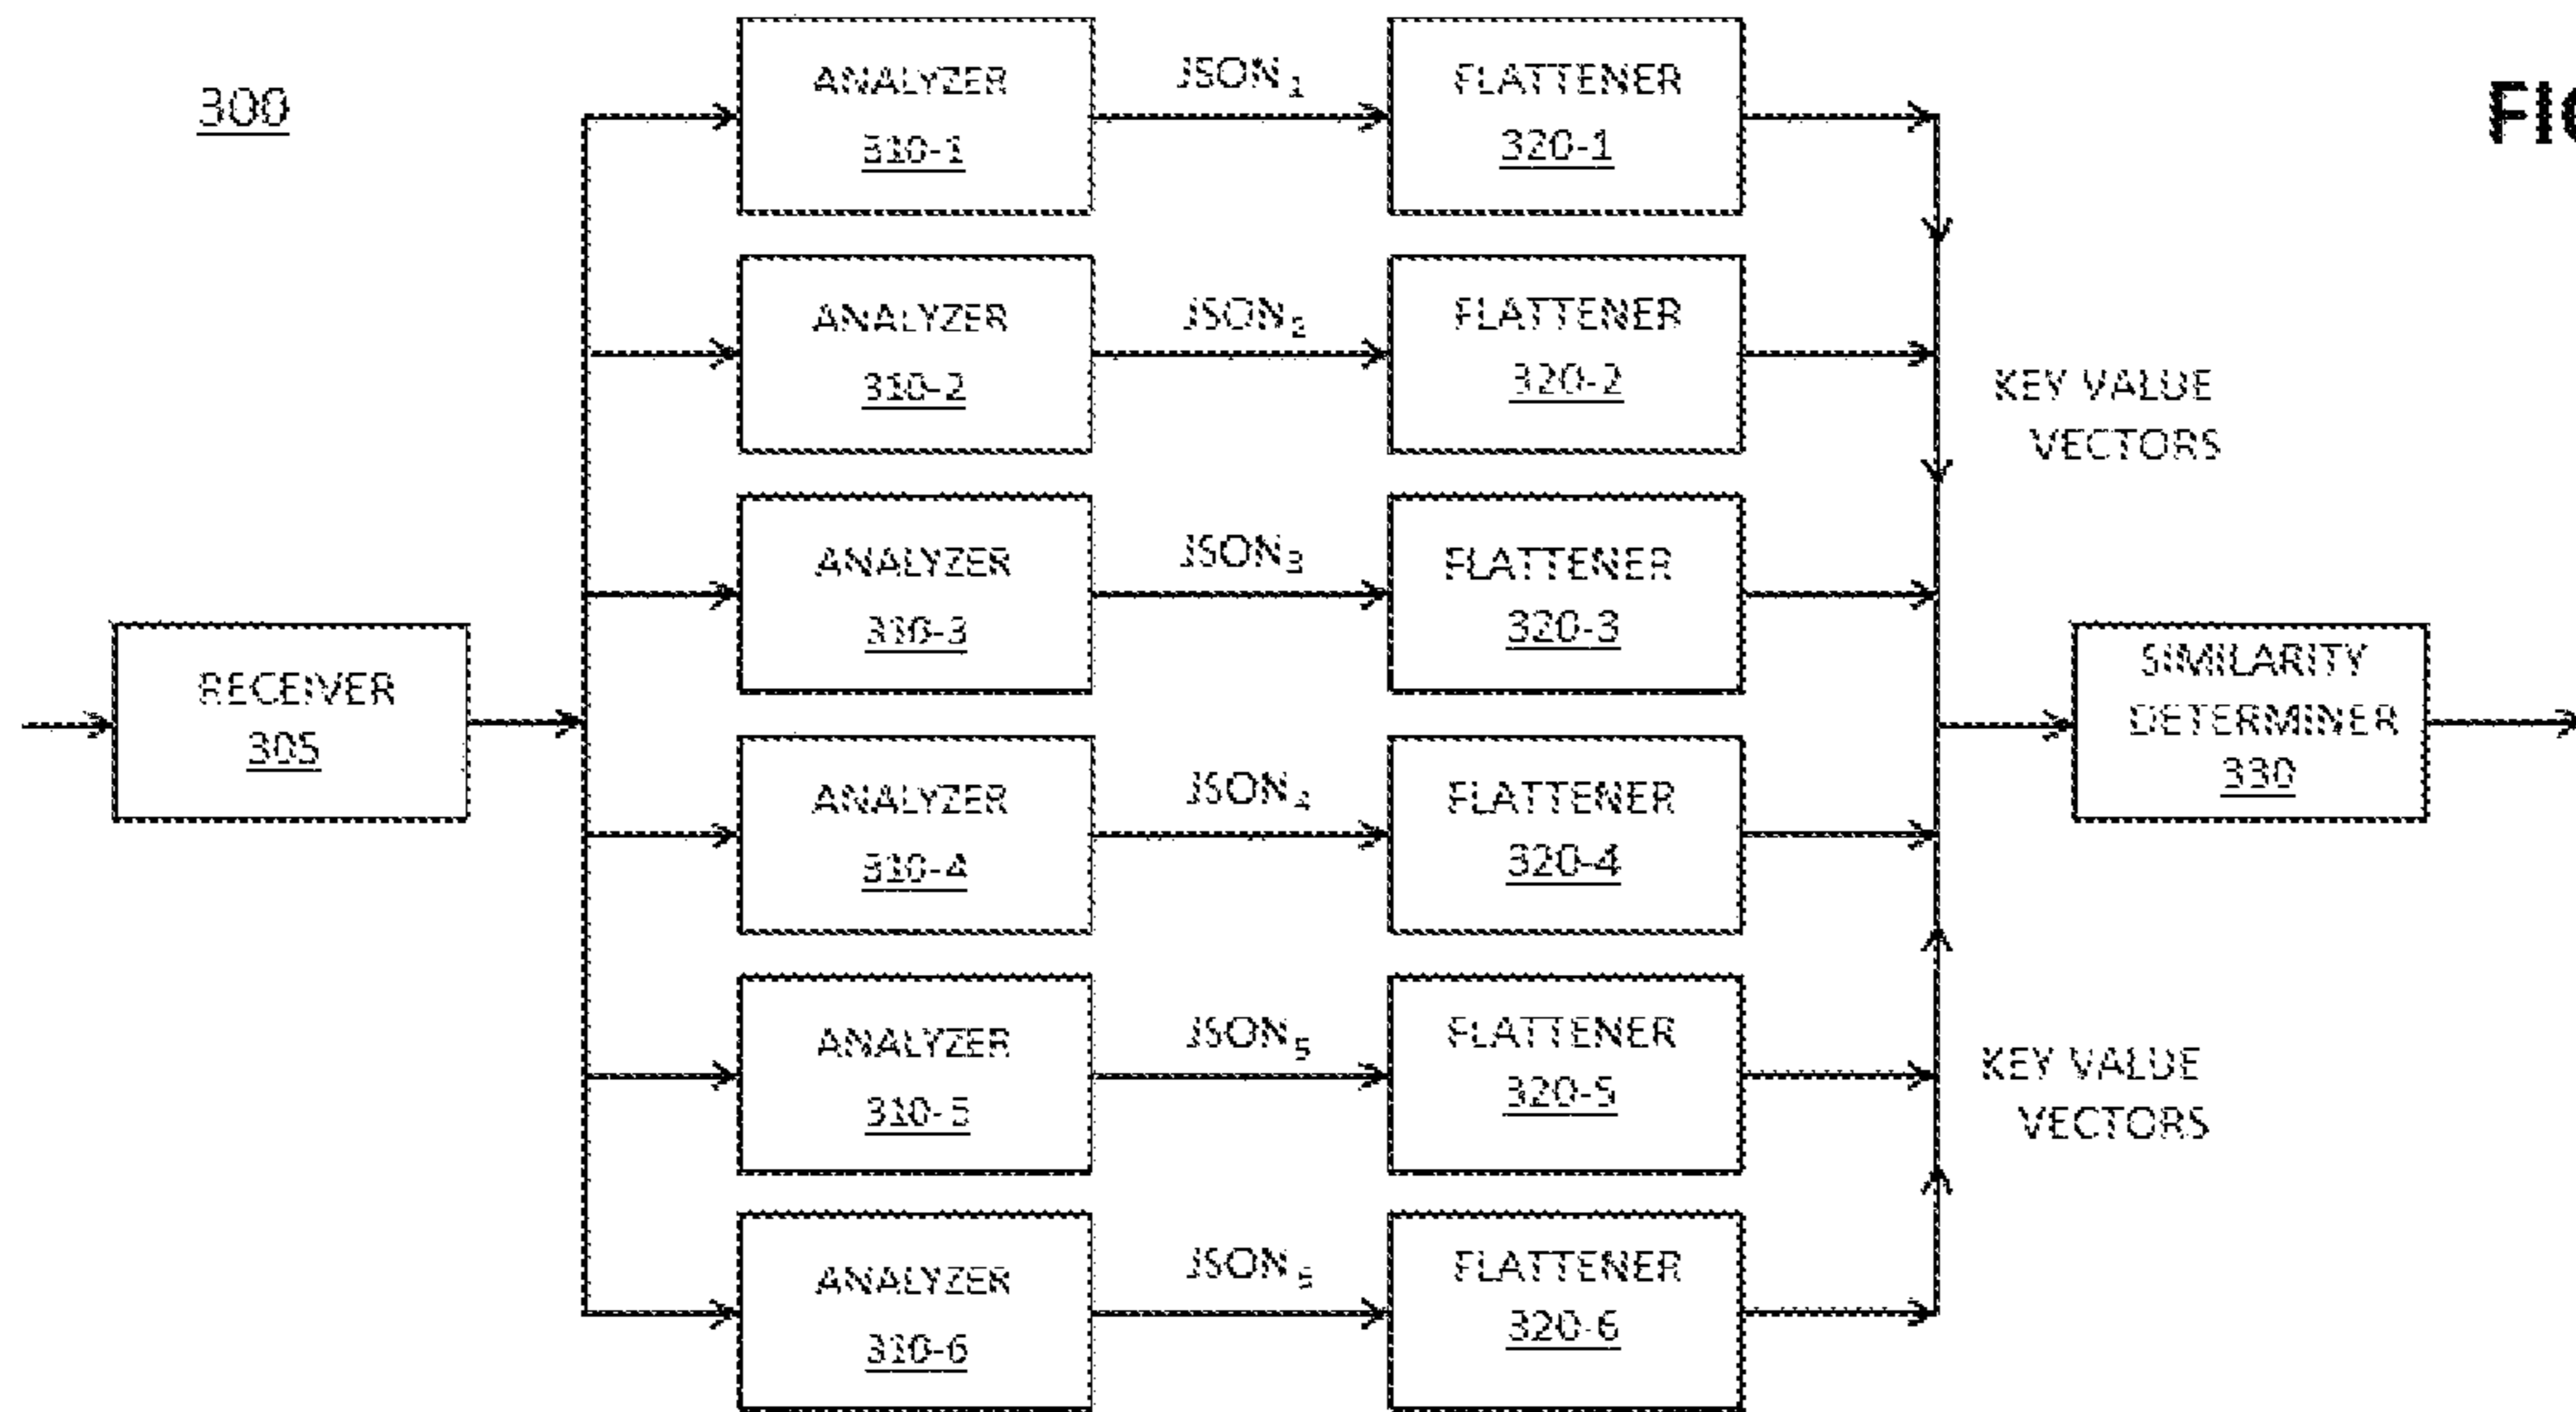 300
FIG
ANALYZER
310-1
JSON1
FLATTENER
320-1
ANALYZER
310-2
JSON2
FLATTENER
320-2
KEY VALUE
VECTORS
ANALYZER
310-3
JSON3
FLATTENER
320-3
RECEIVER
305
SIMILARITY
DETERMINER
330
ANALYZER
310-4
JSON4
FLATTENER
320-4
ANALYZER
310-5
JSON5
FLATTENER
320-5
KEY VALUE
VECTORS
ANALYZER
310-6
JSON5
FLATTENER
320-6